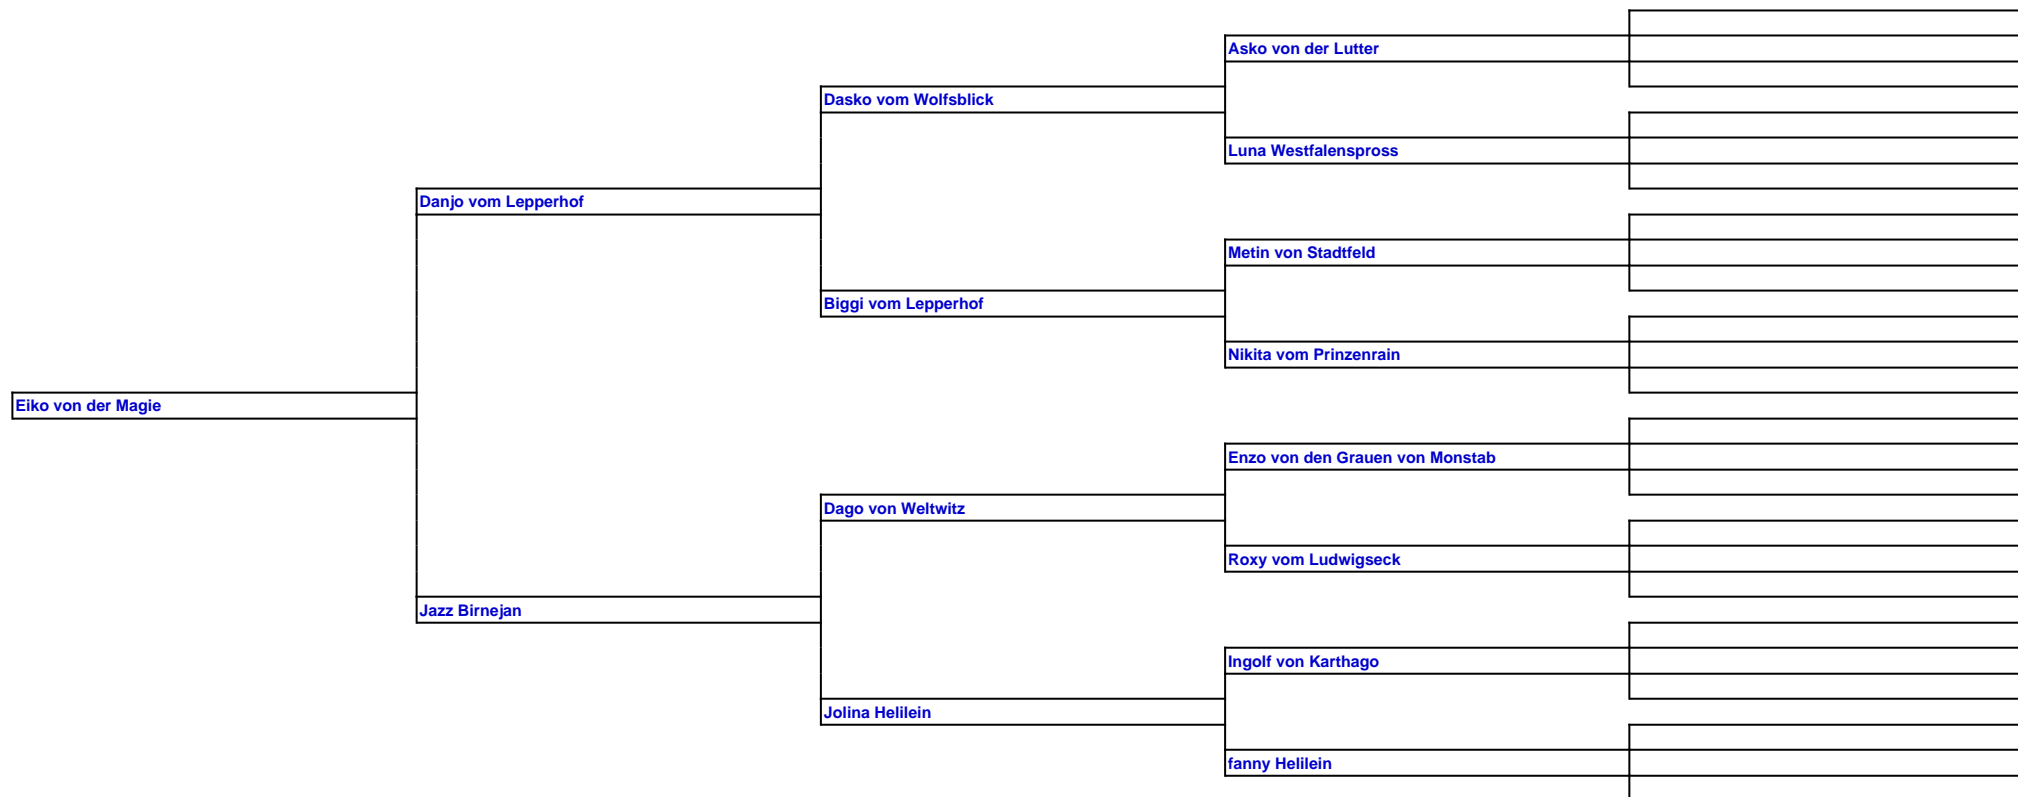 Asko von der Lutter
Dasko vom Wolfsblick
Luna Westfalenspross
Danjo vom Lepperhof
Metin von Stadtfeld
Biggi vom Lepperhof
Nikita vom Prinzenrain
Eiko von der Magie
Enzo von den Grauen von Monstab
Dago von Weltwitz
Roxy vom Ludwigseck
Jazz Birnejan
Ingolf von Karthago
Jolina Helilein
fanny Helilein